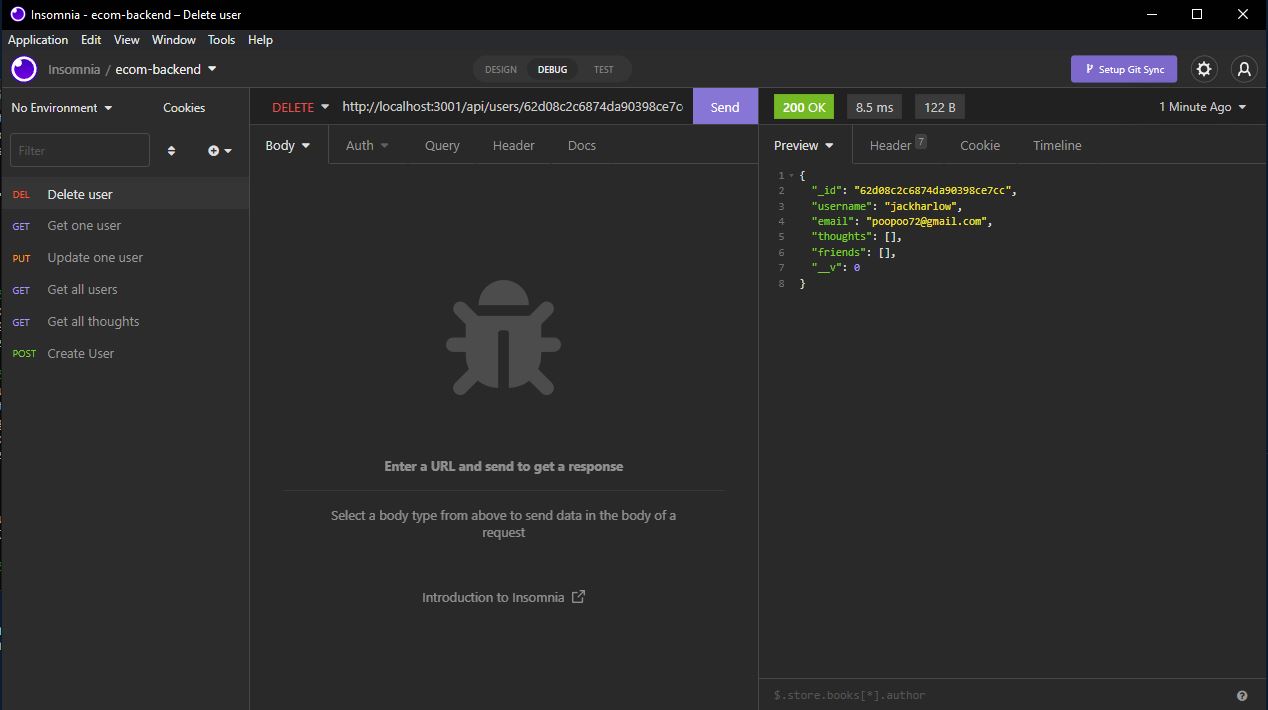 Insomnia - ecom-backend – Delete user
Application Edit View Window Tools Help
Insomnia / ecom-backend
DESIGN DEBUG TEST
Setup Git Sync
No Environment Cookies
Filter
DEL Delete user
GET Get one user
PUT Update one user
GET Get all users
GET Get all thoughts
POST Create User
DELETE http://localhost:3001/api/users/62d08c2c6874da90398ce7c Send
Body Auth Query Header Docs
Enter a URL and send to get a response
Select a body type from above to send data in the body of a
request
Introduction to Insomnia
200 OK 8.5 ms 122 B 1 Minute Ago
Preview Header 7 Cookie Timeline
1 {
2 "_id": "62d08c2c6874da90398ce7cc",
3 "username": "jackharlow",
4 "email": "poopoo72@gmail.com",
5 "thoughts": [],
6 "friends": [],
7 "__v": 0
8 }
$.store.books[*].author